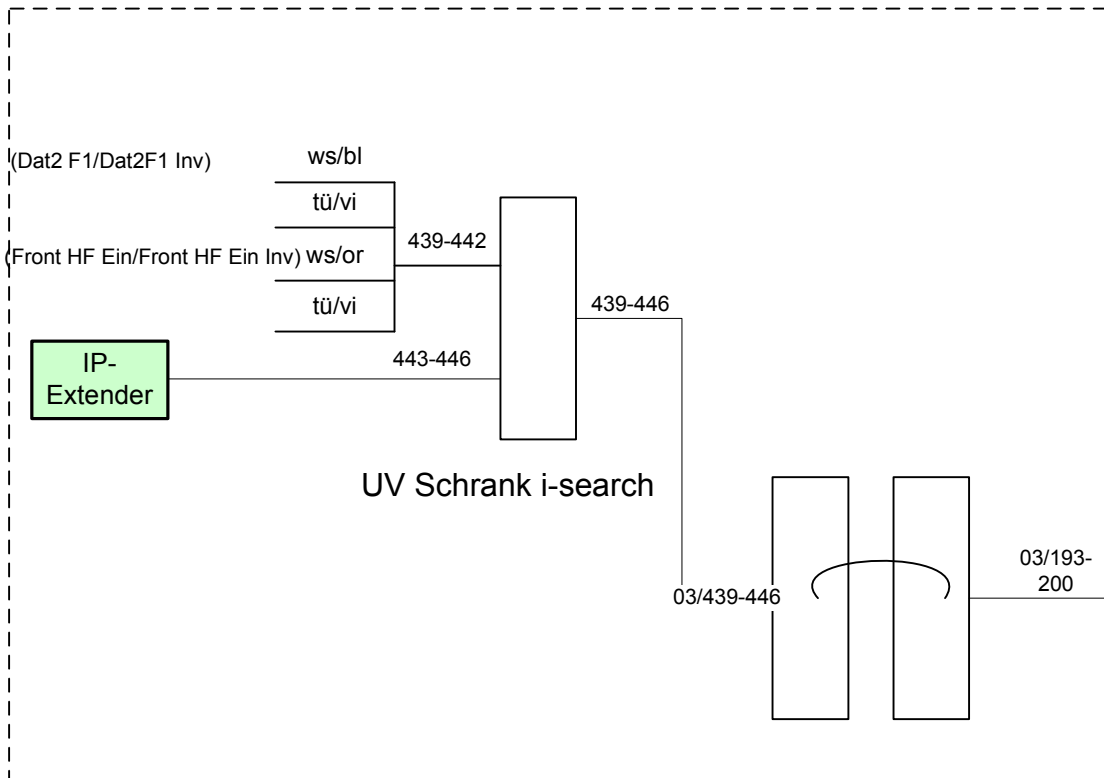 (Dat2 F1/Dat2F1 Inv)
ws/bl
tü/vi
439-442
(Front HF Ein/Front HF Ein Inv)
ws/or
439-446
tü/vi
IP-
Extender
443-446
UV Schrank i-search
03/439-446
03/193-
200